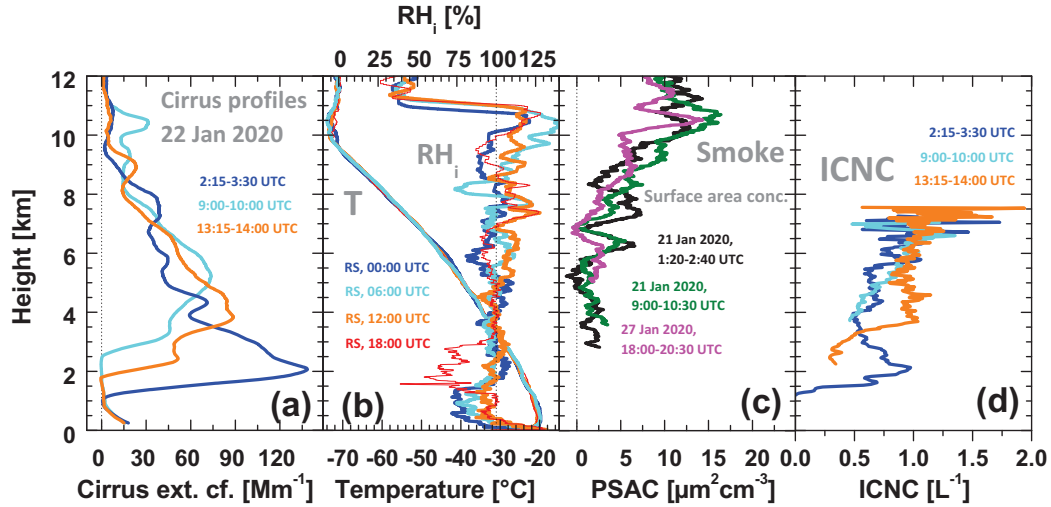 RHᵢ [%]
0 25 50 75 100 125
12
10
8
6
4
2
0
Height [km]
Cirrus profiles
22 Jan 2020
2:15-3:30 UTC
9:00-10:00 UTC
13:15-14:00 UTC
(a)
0 30 60 90 120
Cirrus ext. cf. [Mm⁻¹]
T
RHᵢ
RS, 00:00 UTC
RS, 06:00 UTC
RS, 12:00 UTC
RS, 18:00 UTC
(b)
-70 -60 -50 -40 -30 -20
Temperature [°C]
Smoke
Surface area conc.
21 Jan 2020,
1:20-2:40 UTC
21 Jan 2020,
9:00-10:30 UTC
27 Jan 2020,
18:00-20:30 UTC
(c)
0 5 10 15 20
PSAC [µm²cm⁻³]
2:15-3:30 UTC
9:00-10:00 UTC
13:15-14:00 UTC
ICNC
(d)
0.0 0.5 1.0 1.5 2.0
ICNC [L⁻¹]